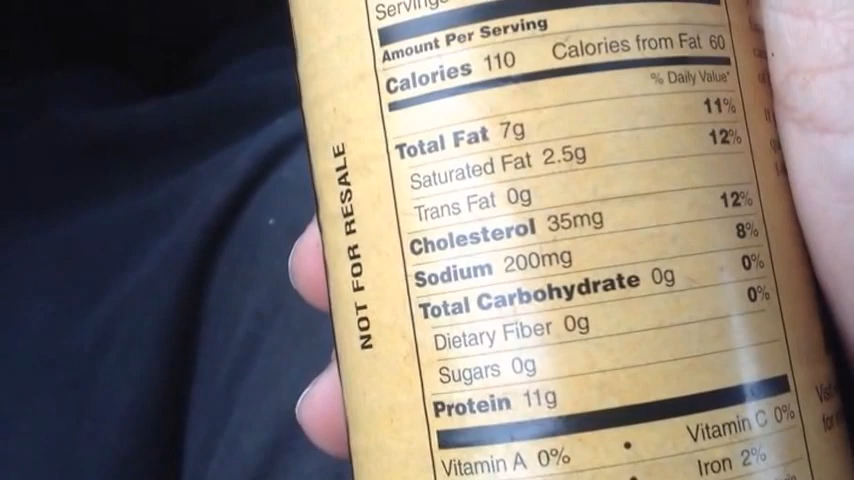 Servings
Amount Per Serving
Calories 110 Calories from Fat 60
% Daily Value*
Total Fat 7g 11%
Saturated Fat 2.5g 12%
Trans Fat 0g
Cholesterol 35mg 12%
Sodium 200mg 8%
Total Carbohydrate 0g 0%
Dietary Fiber 0g 0%
Sugars 0g
Protein 11g
Vitamin A 0% • Vitamin C 0%
Iron 2%
NOT FOR RESALE